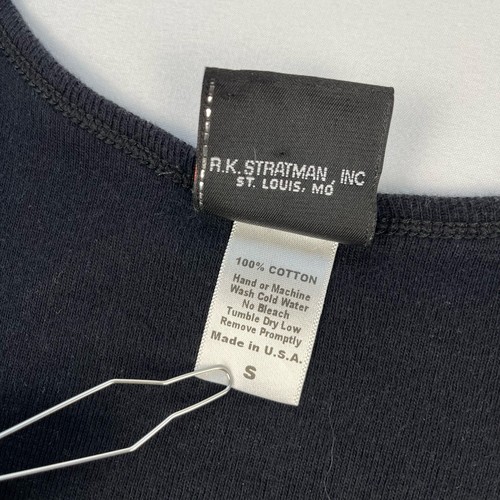 R.K. STRATMAN, INC
ST. LOUIS, MO
100% COTTON
Hand or Machine
Wash Cold Water
No Bleach
Tumble Dry Low
Remove Promptly
Made in U.S.A.
S